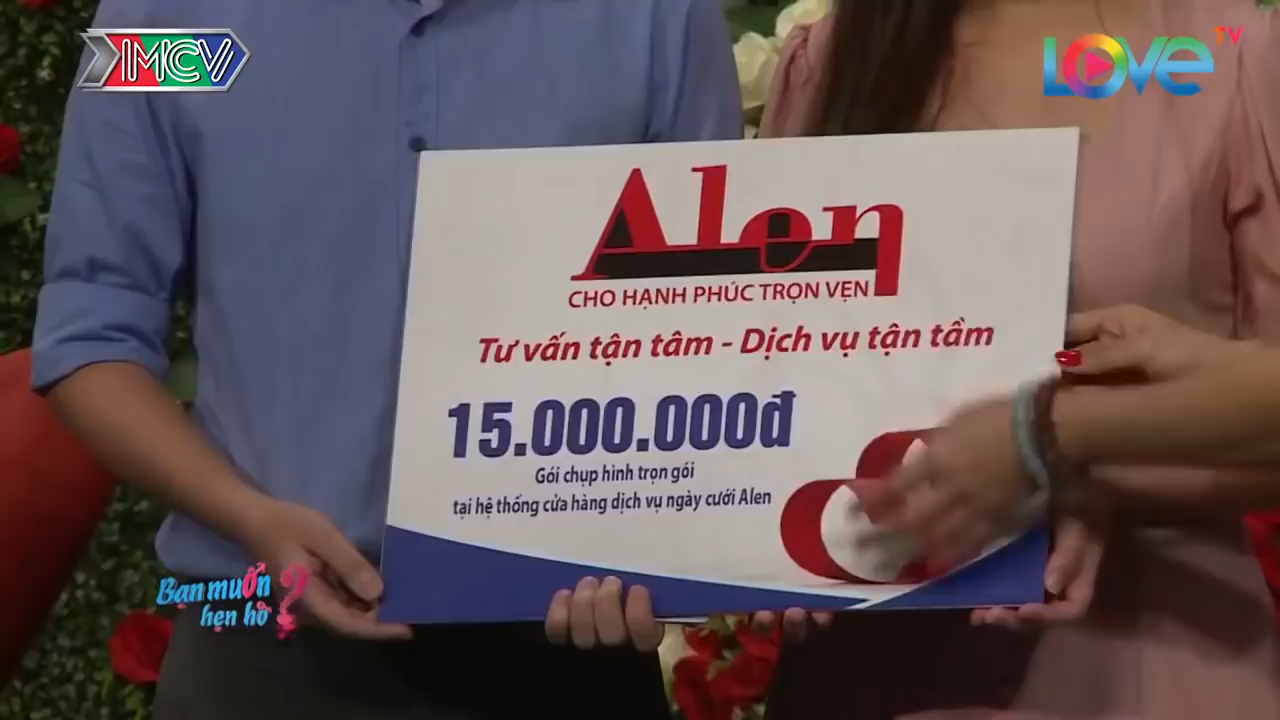 MCV
LOVE TV
Alen
CHO HẠNH PHÚC TRỌN VẸN
Tư vấn tận tâm - Dịch vụ tận tầm
15.000.000đ
Gói chụp hình trọn gói
tại hệ thống cửa hàng dịch vụ ngày cưới Alen
Bạn muốn
hẹn hò ?